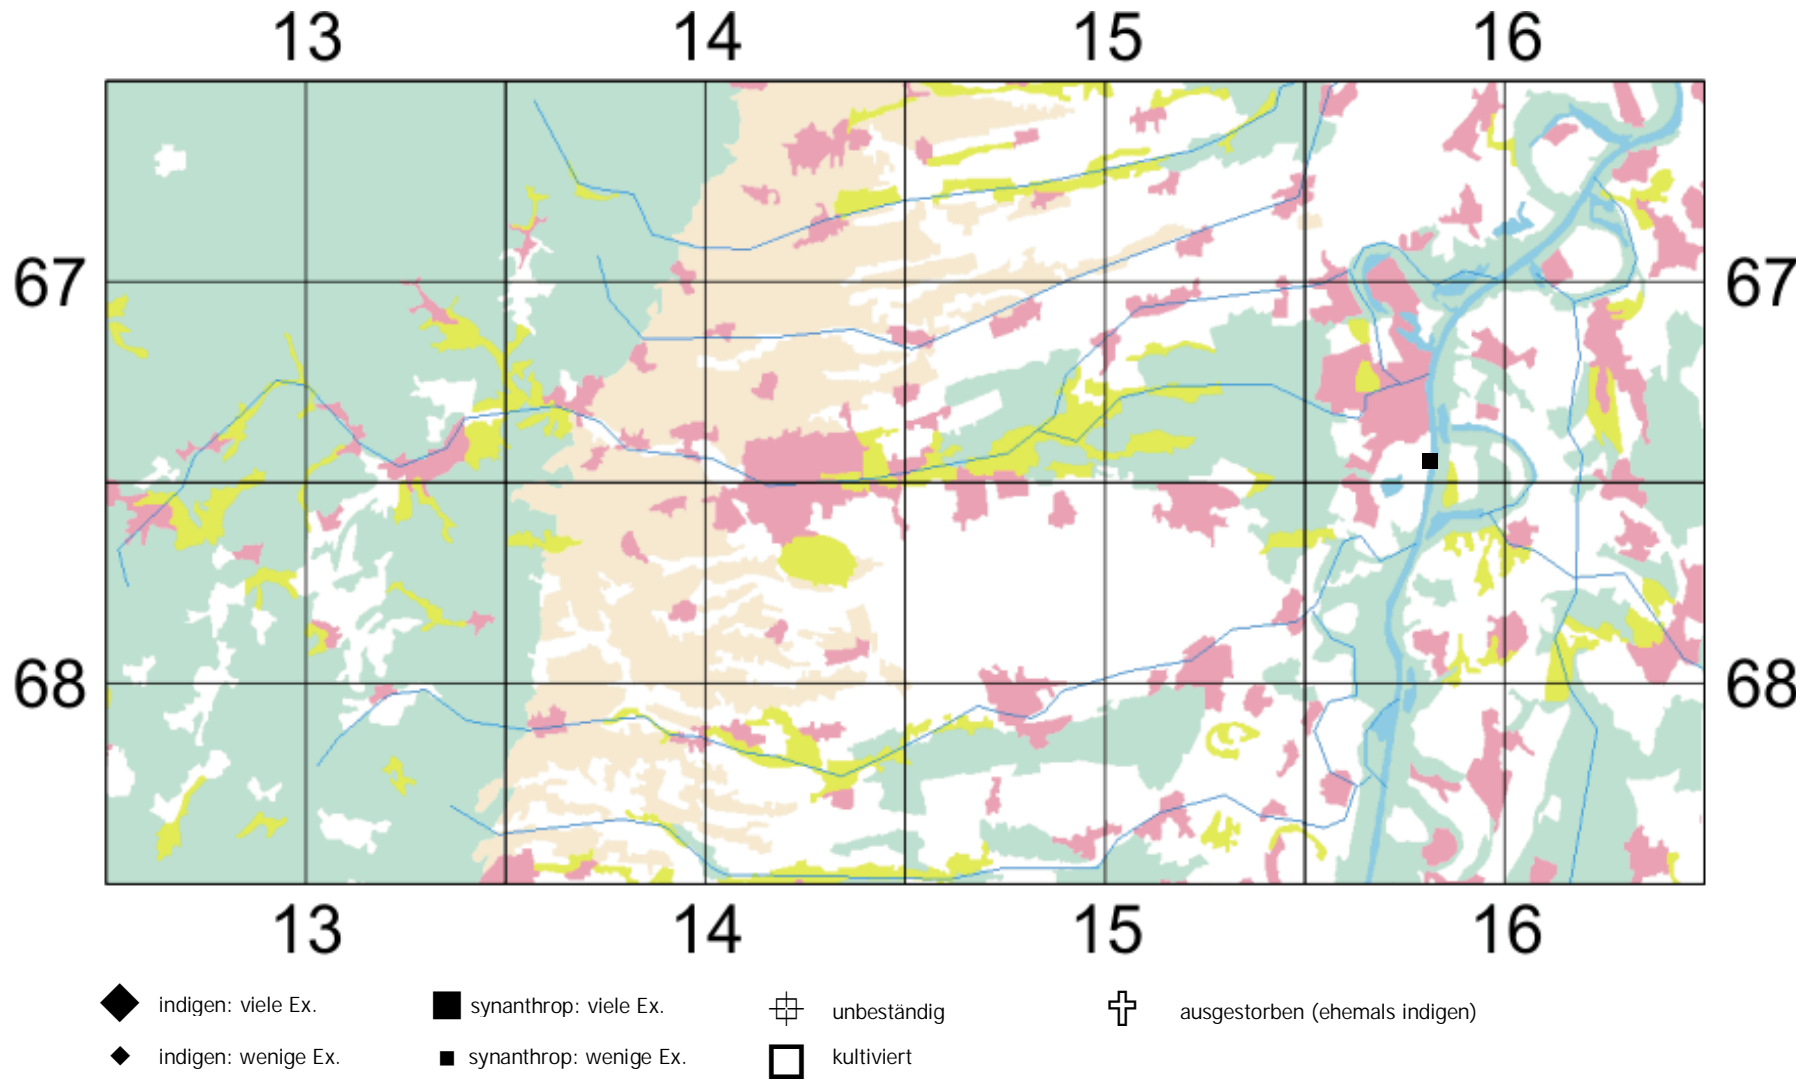 13 14 15 16
67 67
68 68
13 14 15 16
indigen: viele Ex. synanthrop: viele Ex. unbeständig ausgestorben (ehemals indigen)
indigen: wenige Ex. synanthrop: wenige Ex. kultiviert